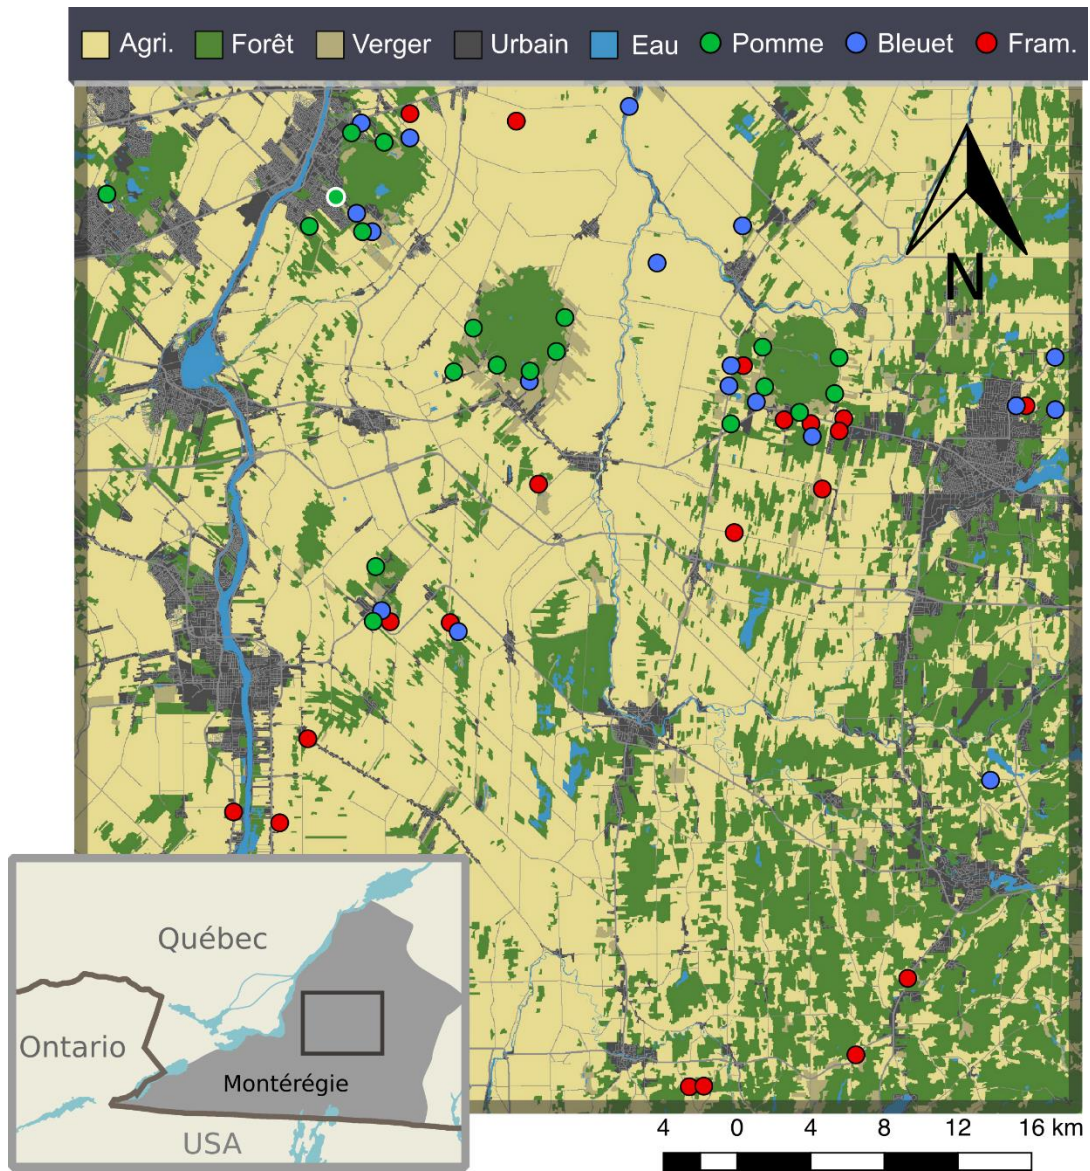 Agri. Forêt Verger Urbain Eau Pomme Bleuet Fram.
N
Québec
Ontario
Montérégie
USA
4 0 4 8 12 16 km